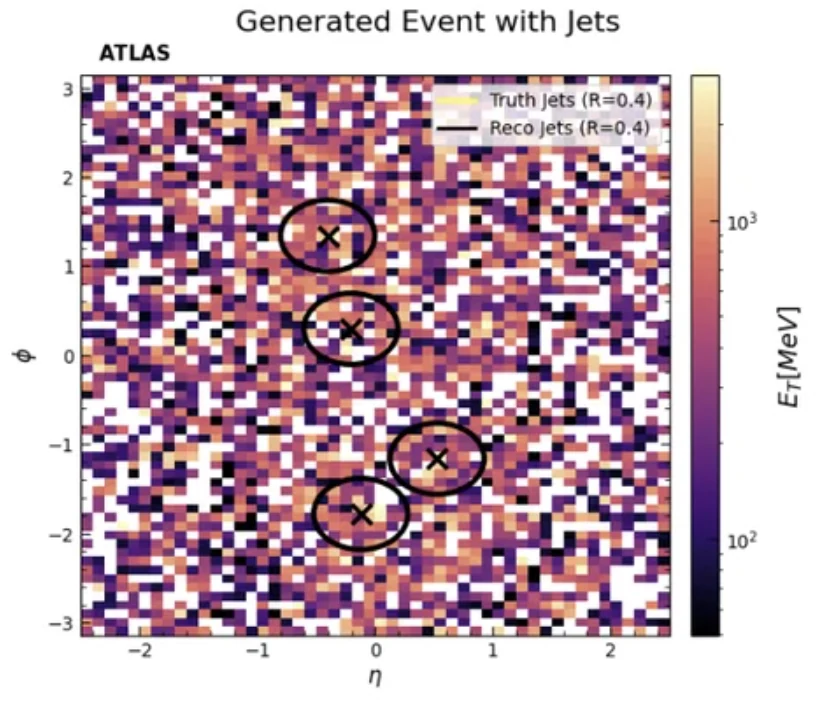 Generated Event with Jets
ATLAS
Truth Jets (R=0.4)
Reco Jets (R=0.4)
3
2
1
0
−1
−2
−3
ϕ
−2 −1 0 1 2
η
10³
10²
E_T[MeV]